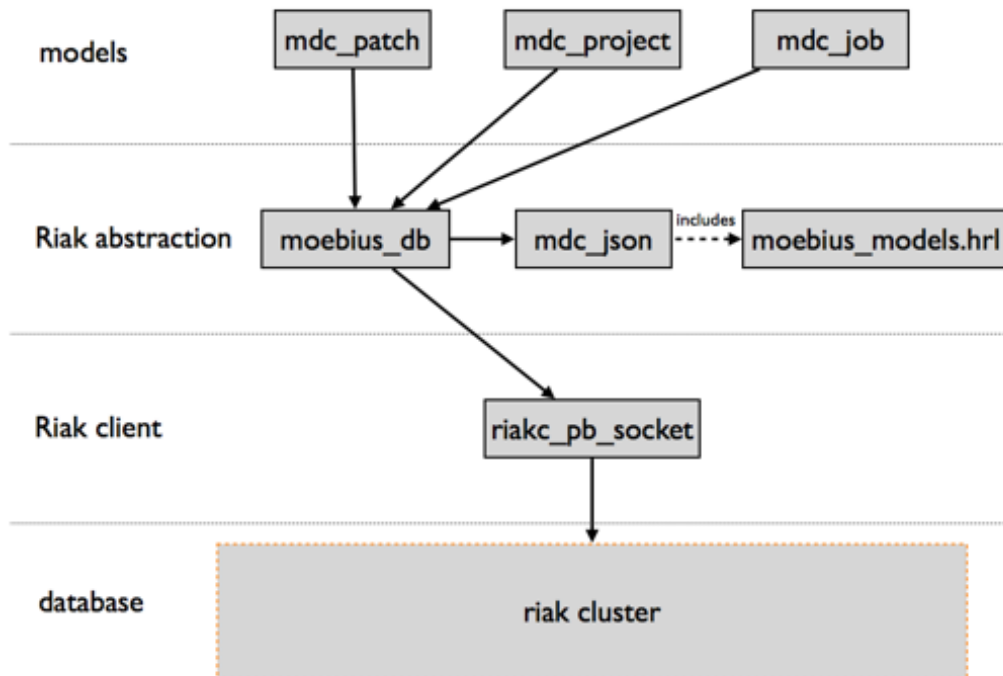 models
mdc_patch
mdc_project
mdc_job
Riak abstraction
moebius_db
mdc_json
includes
moebius_models.hrl
Riak client
riakc_pb_socket
database
riak cluster